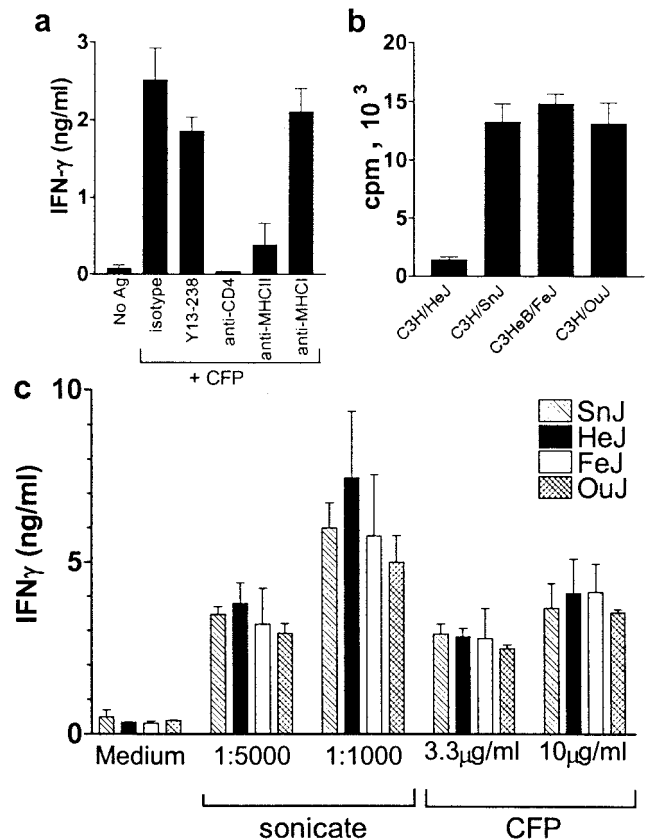 a
IFN-γ (ng/ml)
3
2
1
0
No Ag
isotype
Y13-238
anti-CD4
anti-MHCII
anti-MHCI
+ CFP
b
cpm, 10 3
20
15
10
5
0
C3H/HeJ
C3H/SnJ
C3HeB/FeJ
C3H/OuJ
c
IFNγ (ng/ml)
10
5
0
SnJ
HeJ
FeJ
OuJ
Medium
1:5000
1:1000
3.3µg/ml
10µg/ml
sonicate
CFP